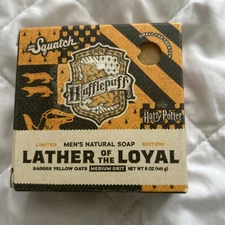 Dr.
Squatch
Hufflepuff
Harry Potter
LIMITED MEN'S NATURAL SOAP EDITION
LATHER OF THE LOYAL
BADGER YELLOW OATS MEDIUM GRIT NET WT 5 OZ (141 g)